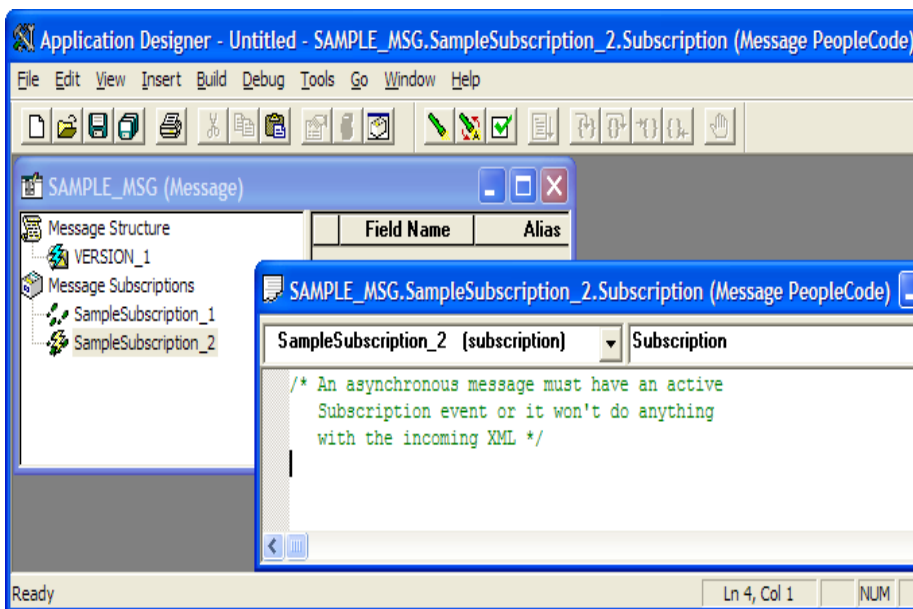 Application Designer - Untitled - SAMPLE_MSG.SampleSubscription_2.Subscription (Message PeopleCode)
File Edit View Insert Build Debug Tools Go Window Help
SAMPLE_MSG (Message)
Message Structure
VERSION_1
Message Subscriptions
SampleSubscription_1
SampleSubscription_2
Field Name Alias
SAMPLE_MSG.SampleSubscription_2.Subscription (Message PeopleCode)
SampleSubscription_2 (subscription) Subscription
/* An asynchronous message must have an active
Subscription event or it won't do anything
with the incoming XML */
Ready Ln 4, Col 1 NUM